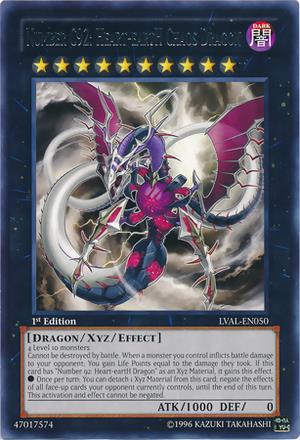 NUMBER C92: HEART-EARTH CHAOS DRAGON
DARK
闇
LVAL-EN050
1st Edition
[DRAGON/XYZ/EFFECT]
4 Level 10 monsters
Cannot be destroyed by battle. When a monster you control inflicts battle damage
to your opponent: You gain Life Points equal to the damage they took. If this
card has "Number 92: Heart-eartH Dragon" as an Xyz Material, it gains this effect.
● Once per turn: You can detach 1 Xyz Material from this card; negate the effects
of all face-up cards your opponent currently controls, until the end of this turn.
This activation and effect cannot be negated.
ATK/1000 DEF/ 0
47017574
©1996 KAZUKI TAKAHASHI